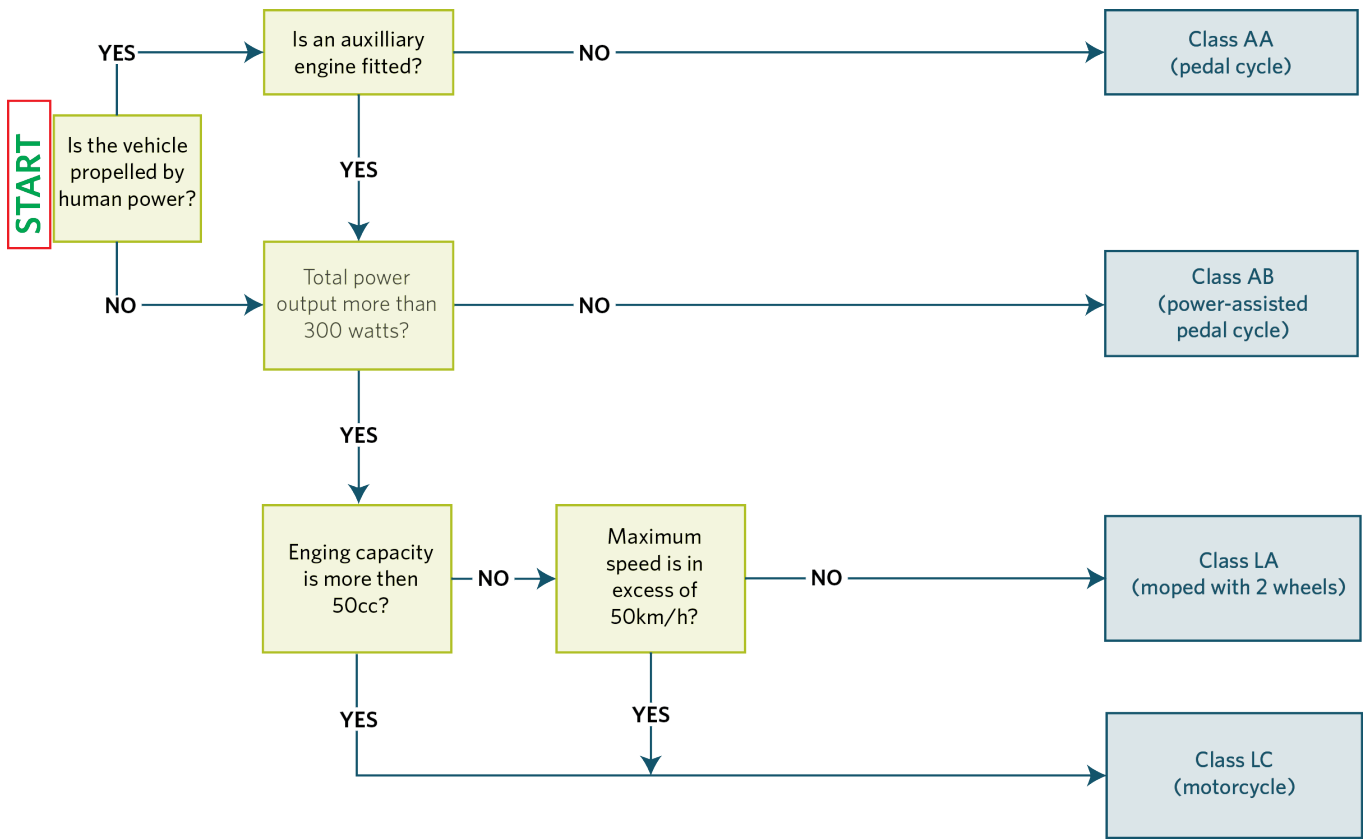 START
Is the vehicle
propelled by
human power?
YES
Is an auxilliary
engine fitted?
NO
Class AA
(pedal cycle)
YES
NO
Total power
output more than
300 watts?
NO
Class AB
(power-assisted
pedal cycle)
YES
Enging capacity
is more then
50cc?
NO
Maximum
speed is in
excess of
50km/h?
NO
Class LA
(moped with 2 wheels)
YES
YES
Class LC
(motorcycle)